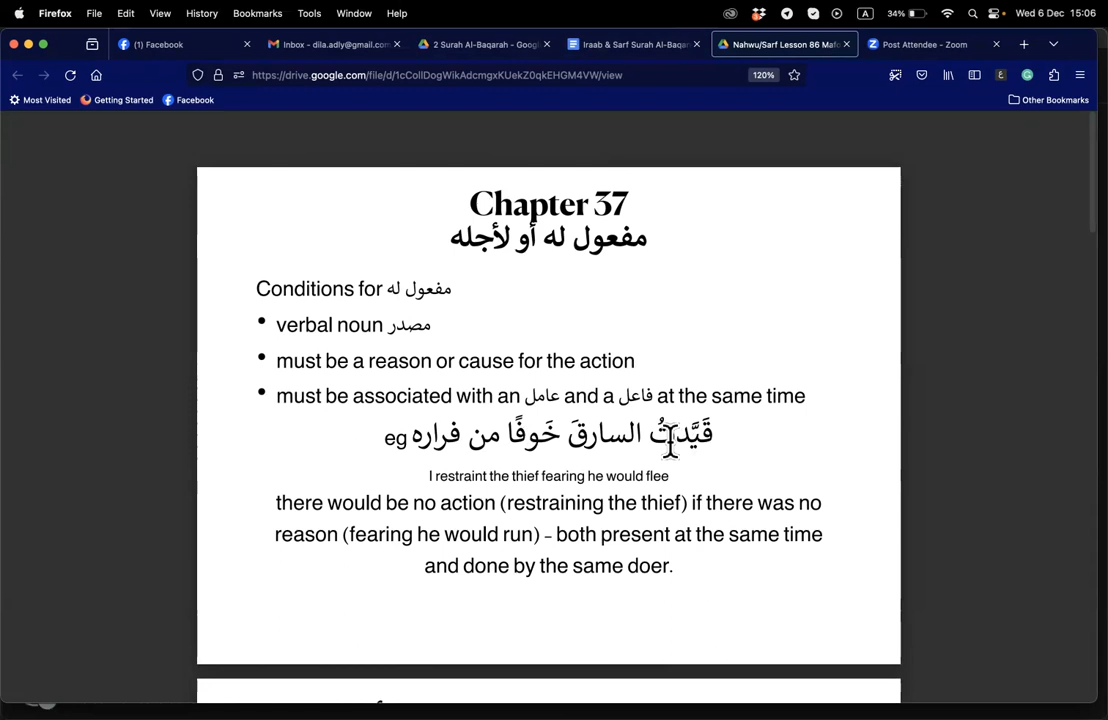 Firefox File Edit View History Bookmarks Tools Window Help A 34% Wed 6 Dec 15:06
(1) Facebook Inbox - dila.adly@gmail.com 2 Surah Al-Baqarah - Googl Iraab & Sarf Surah Al-Baqar Nahwu/Sarf Lesson 86 Mafo Post Attendee - Zoom
https://drive.google.com/file/d/1cCollDogWikAdcmgxKUekZ0qkEHGM4VW/view 120%
Most Visited Getting Started Facebook Other Bookmarks
Chapter 37
مفعول له أو لأجله
Conditions for مفعول له
• verbal noun مصدر
• must be a reason or cause for the action
• must be associated with an عامل and a فاعل at the same time
eg قَيَّدتُ السارقَ خَوفًا من فراره
I restraint the thief fearing he would flee
there would be no action (restraining the thief) if there was no
reason (fearing he would run) - both present at the same time
and done by the same doer.